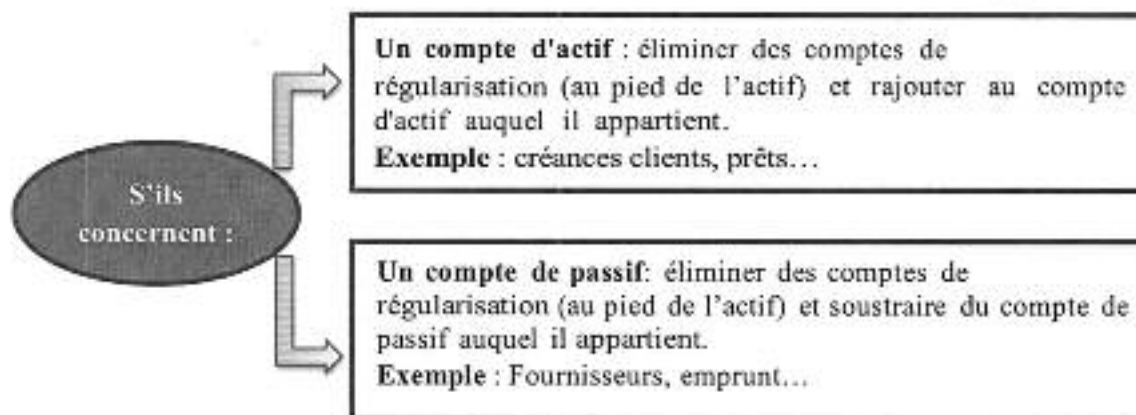 Un compte d'actif : éliminer des comptes de
régularisation (au pied de l'actif) et rajouter au compte
d'actif auquel il appartient.
Exemple : créances clients, prêts…
S'ils
concernent :
Un compte de passif: éliminer des comptes de
régularisation (au pied de l'actif) et soustraire du compte de
passif auquel il appartient.
Exemple : Fournisseurs, emprunt…